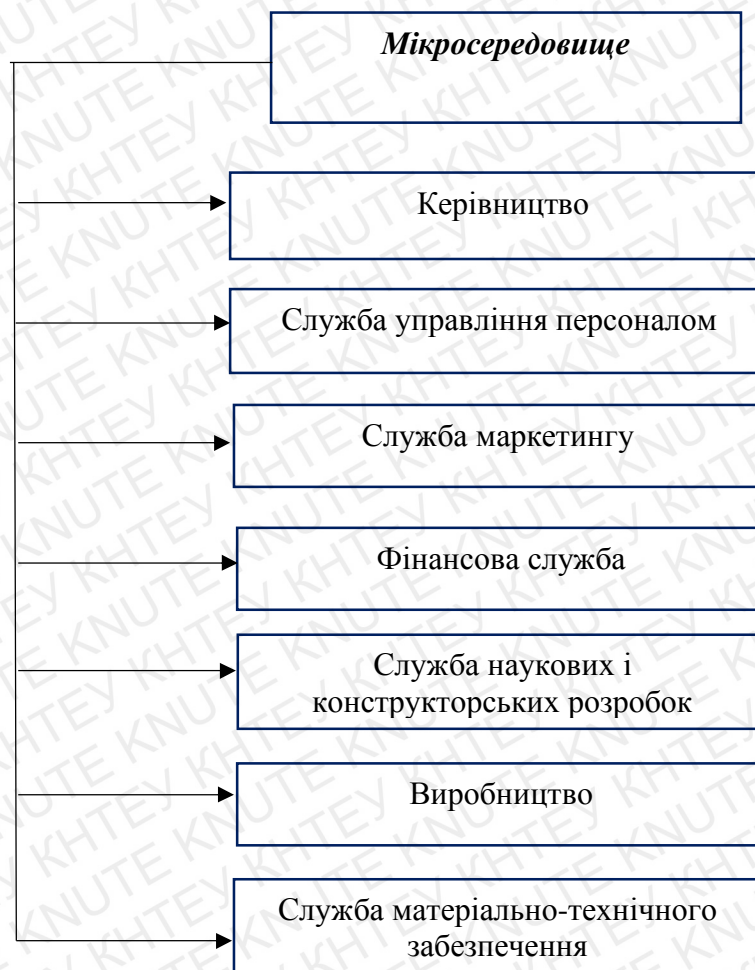 Мікросередовище
Керівництво
Служба управління персоналом
Служба маркетингу
Фінансова служба
Служба наукових і
конструкторських розробок
Виробництво
Служба матеріально-технічного
забезпечення